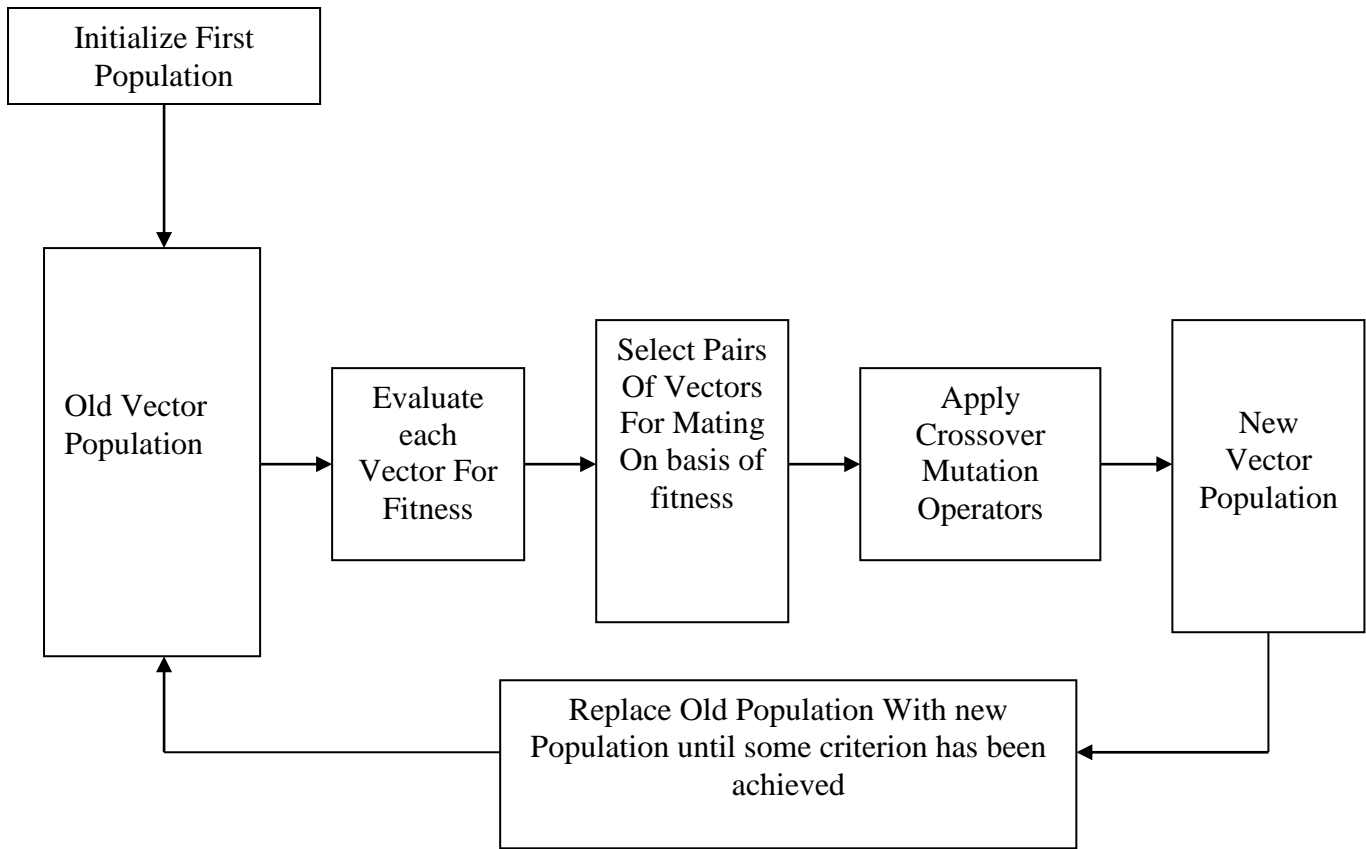 Initialize First
Population
Old Vector
Population
Evaluate
each
Vector For
Fitness
Select Pairs
Of Vectors
For Mating
On basis of
fitness
Apply
Crossover
Mutation
Operators
New
Vector
Population
Replace Old Population With new
Population until some criterion has been
achieved